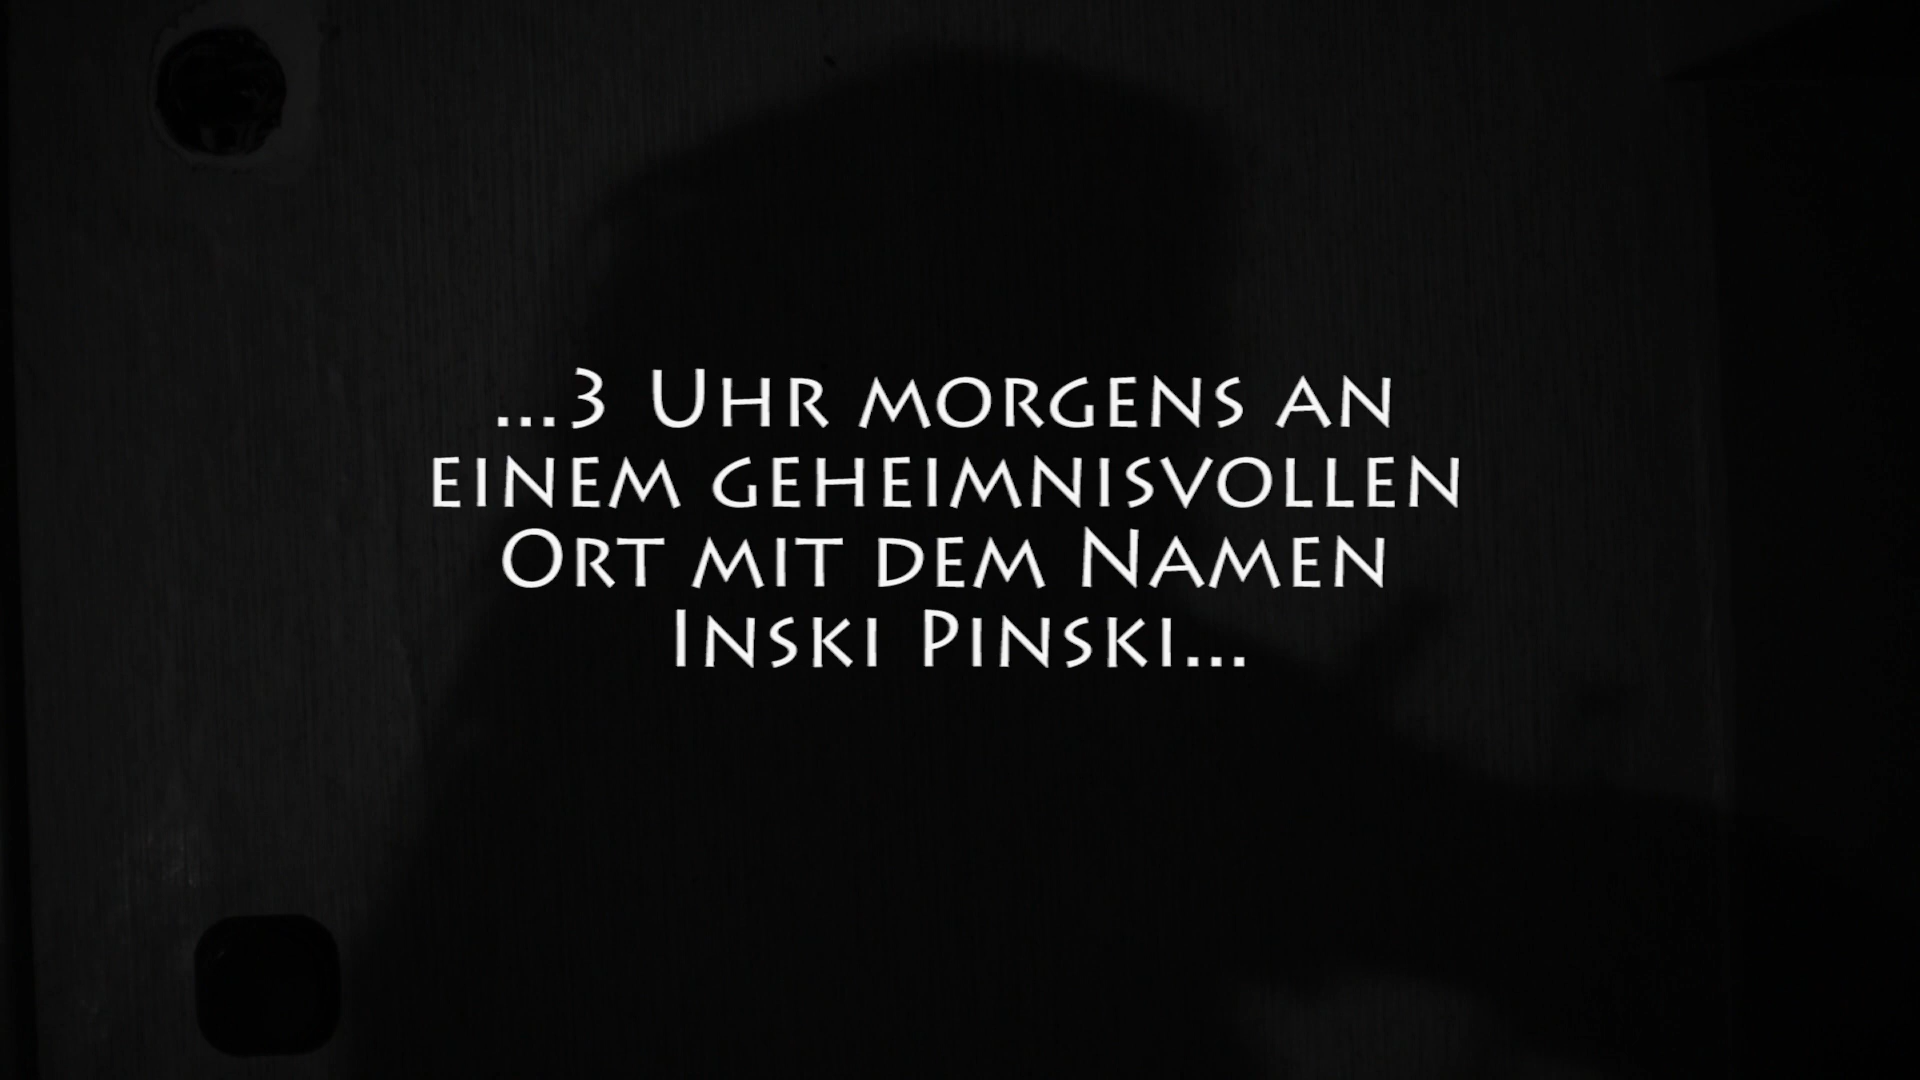 ...3 Uhr morgens an
einem geheimnisvollen
Ort mit dem Namen
Inski Pinski...